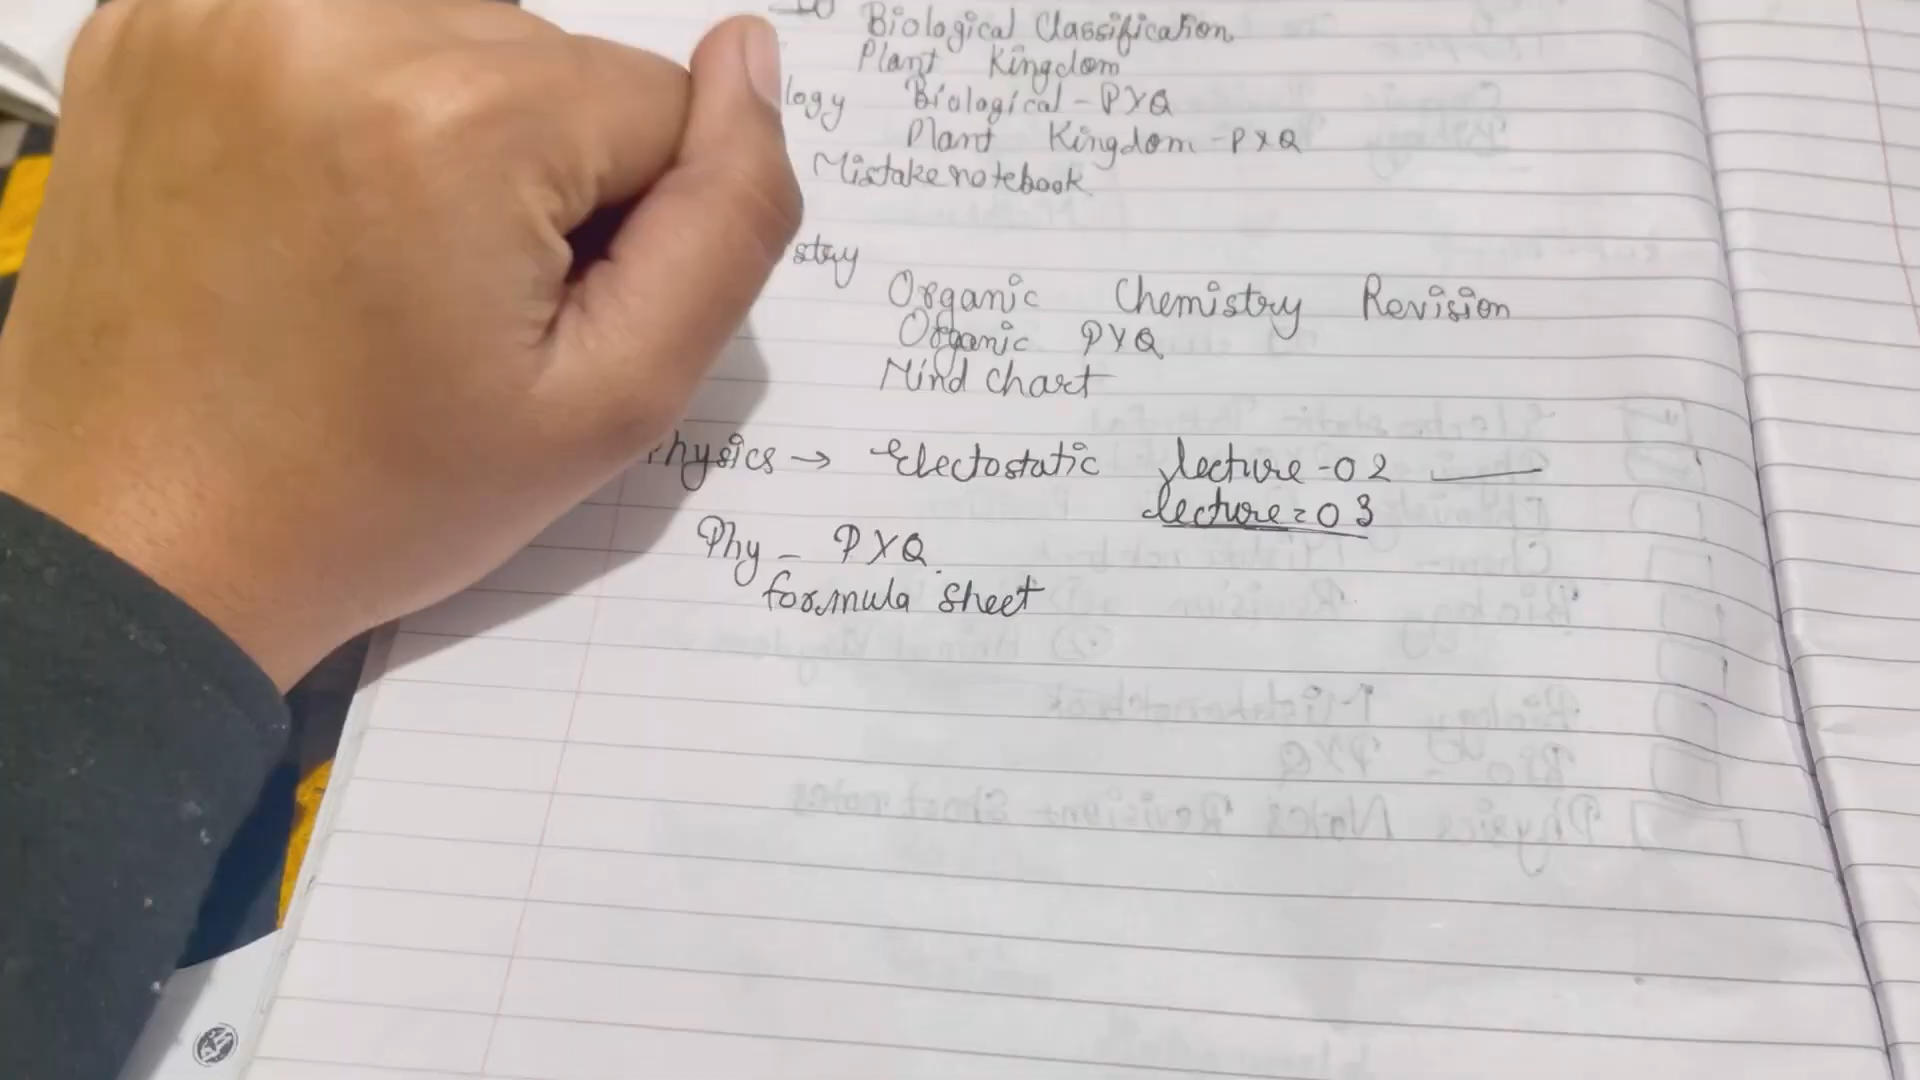 Biological Classification
Plant Kingdom
logy Biological - PYQ
Plant Kingdom - PYQ
Mistake notebook
stry
Organic Chemistry Revision
Organic PYQ
Mind chart
hysics → Electostatic lecture - 02
lecture = 03
Phy - PYQ
formula sheet